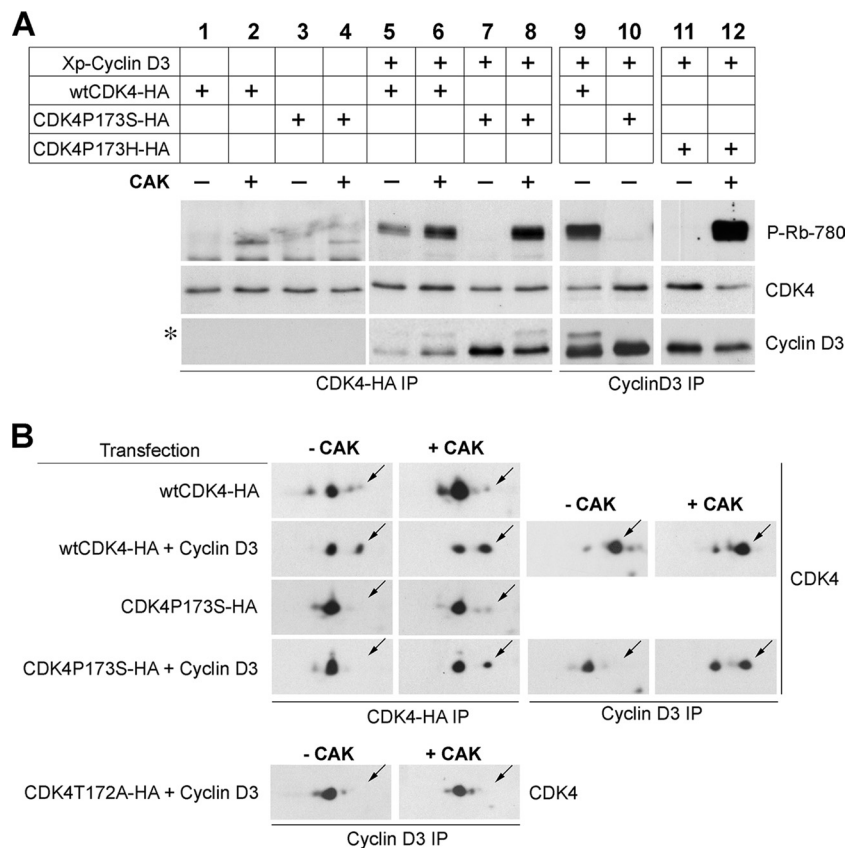 A
1 2 3 4 5 6 7 8 9 10 11 12
Xp-Cyclin D3 + + + + + + + +
wtCDK4-HA + + + + +
CDK4P173S-HA + + + + +
CDK4P173H-HA + +
CAK − + − + − + − + − − − +
P-Rb-780
CDK4
* Cyclin D3
CDK4-HA IP CyclinD3 IP
B
Transfection - CAK + CAK
wtCDK4-HA
- CAK + CAK
wtCDK4-HA + Cyclin D3
CDK4
CDK4P173S-HA
CDK4P173S-HA + Cyclin D3
CDK4-HA IP Cyclin D3 IP
- CAK + CAK
CDK4T172A-HA + Cyclin D3 CDK4
Cyclin D3 IP